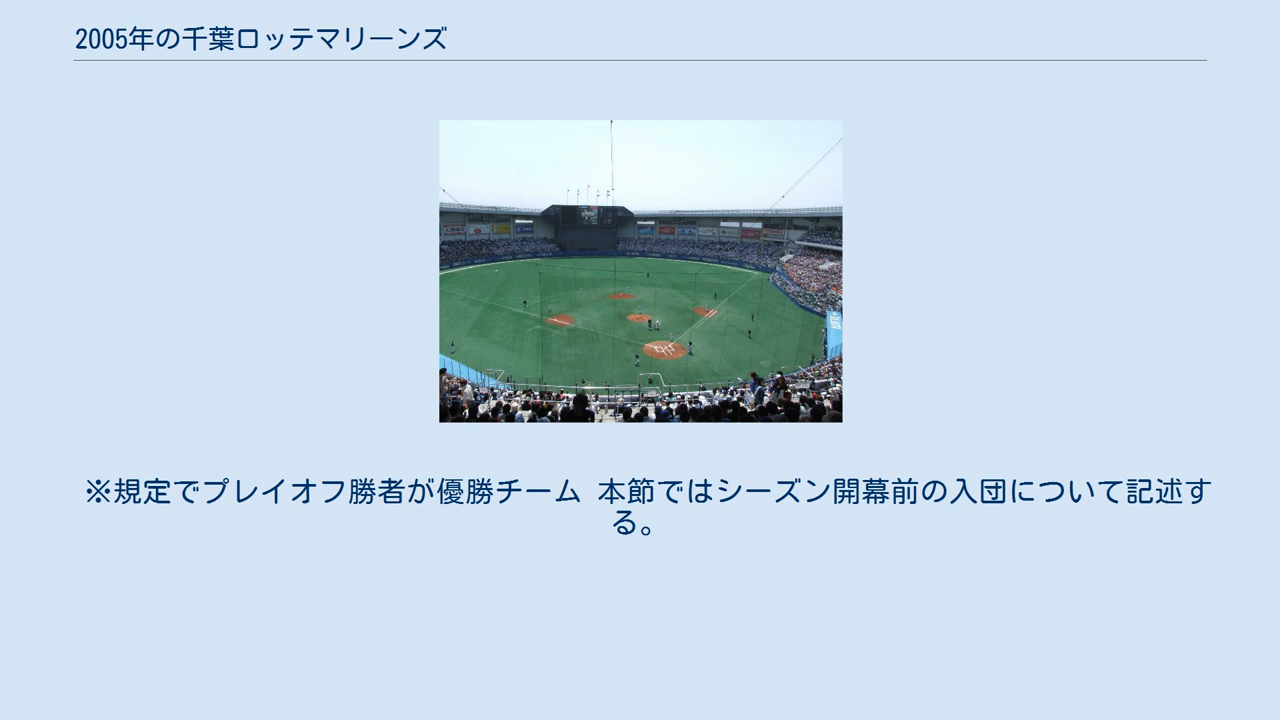 2005年の千葉ロッテマリーンズ
※規定でプレイオフ勝者が優勝チーム 本節ではシーズン開幕前の入団について記述す
る。